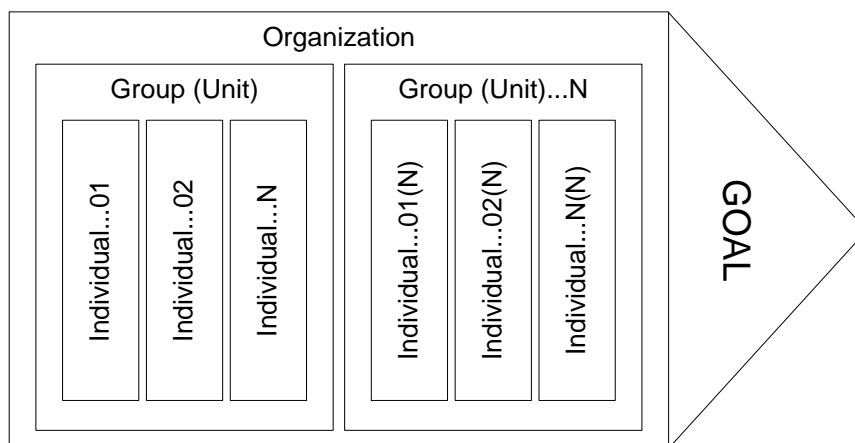 Organization
Group (Unit)
Individual...01
Individual...02
Individual...N
Group (Unit)...N
Individual...01(N)
Individual...02(N)
Individual...N(N)
GOAL